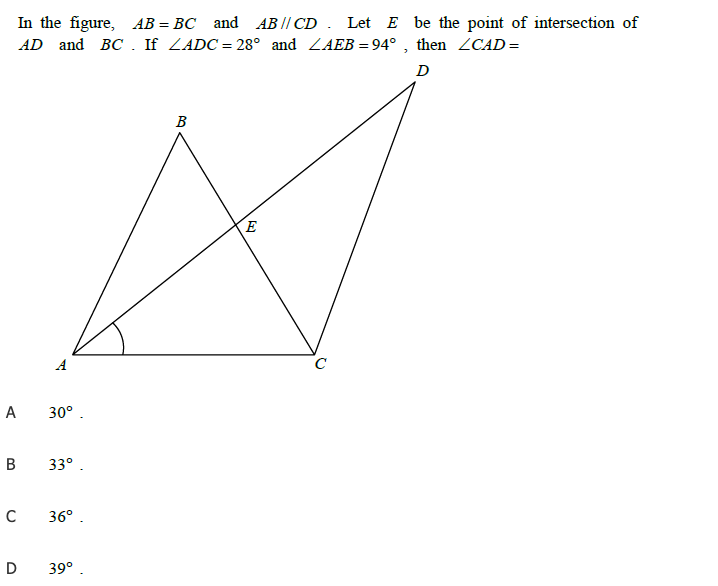 In the figure, AB = BC and AB // CD . Let E be the point of intersection of
AD and BC . If ∠ADC = 28° and ∠AEB = 94° , then ∠CAD =
D
B
E
A
C
A 30° .
B 33° .
C 36° .
D 39° .